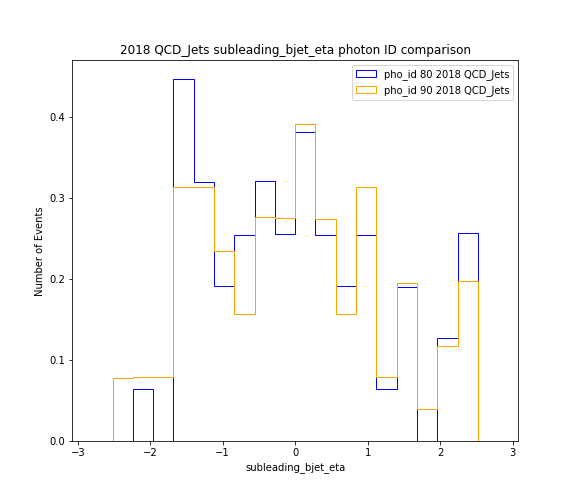 2018 QCD_Jets subleading_bjet_eta photon ID comparison
pho_id 80 2018 QCD_Jets
pho_id 90 2018 QCD_Jets
Number of Events
0.4
0.3
0.2
0.1
0.0
−3 −2 −1 0 1 2 3
subleading_bjet_eta